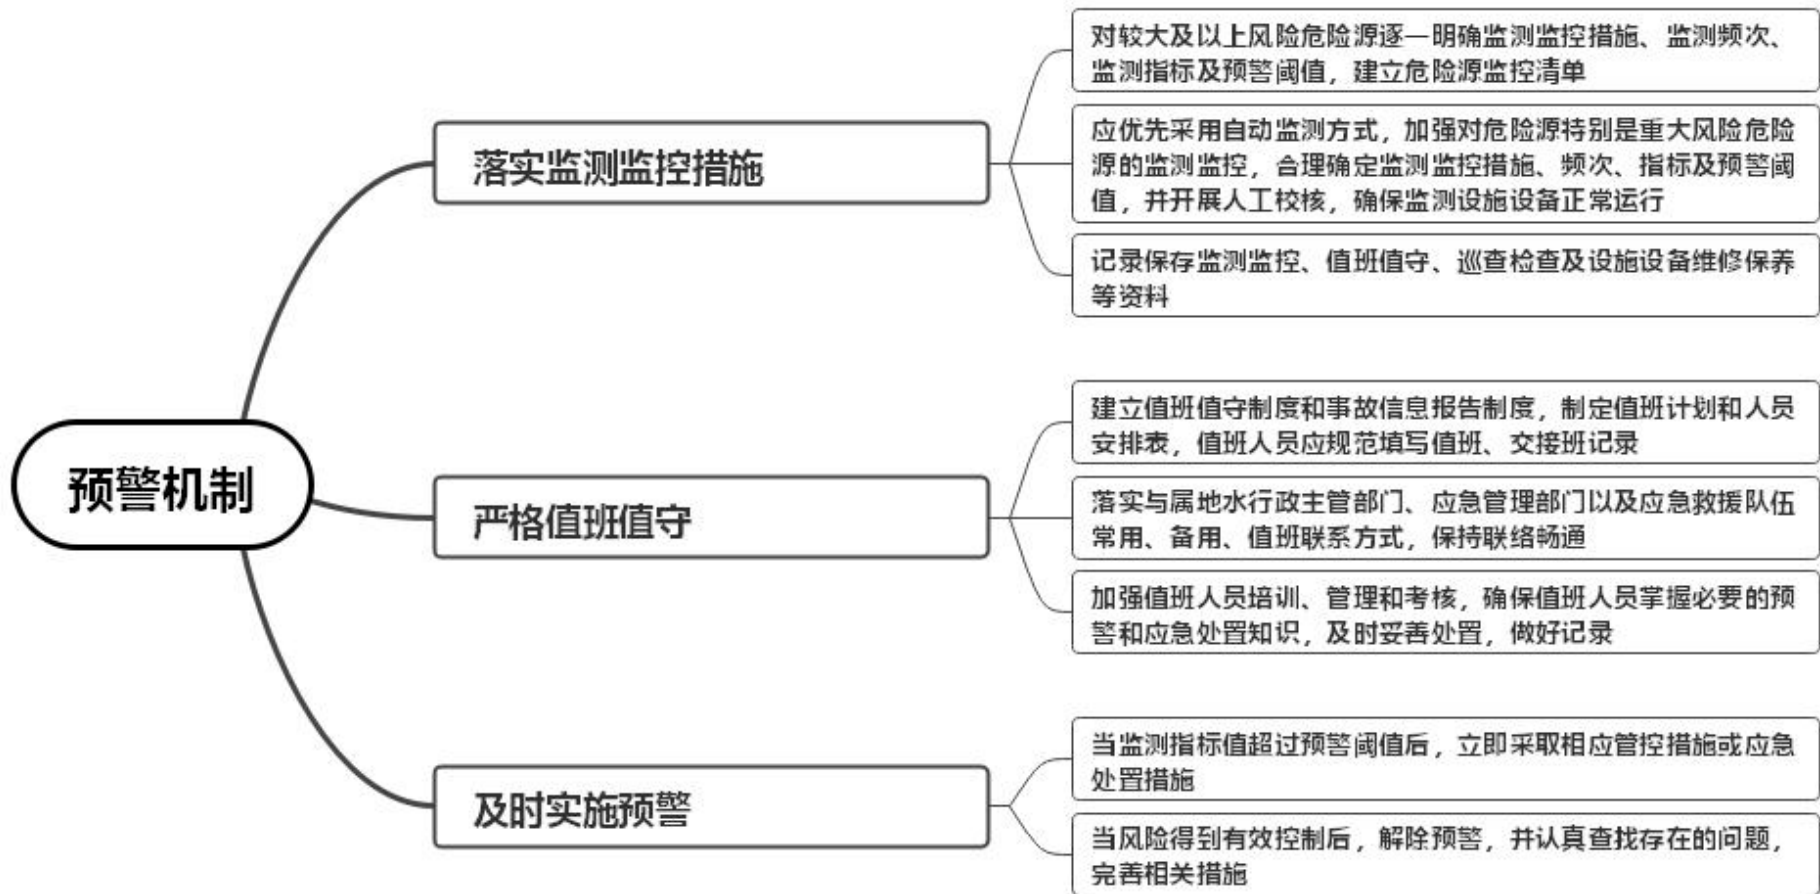 预警机制
落实监测监控措施
对较大及以上风险危险源逐一明确监测监控措施、监测频次、
监测指标及预警阈值，建立危险源监控清单
应优先采用自动监测方式，加强对危险源特别是重大风险危险
源的监测监控，合理确定监测监控措施、频次、指标及预警阈
值，并开展人工校核，确保监测设施设备正常运行
记录保存监测监控、值班值守、巡查检查及设施设备维修保养
等资料
严格值班值守
建立值班值守制度和事故信息报告制度，制定值班计划和人员
安排表，值班人员应规范填写值班、交接班记录
落实与属地水行政主管部门、应急管理部门以及应急救援队伍
常用、备用、值班联系方式，保持联络畅通
加强值班人员培训、管理和考核，确保值班人员掌握必要的预
警和应急处置知识，及时妥善处置，做好记录
及时实施预警
当监测指标值超过预警阈值后，立即采取相应管控措施或应急
处置措施
当风险得到有效控制后，解除预警，并认真查找存在的问题，
完善相关措施